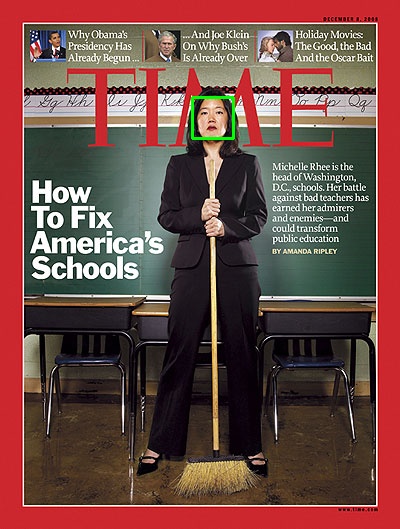 DECEMBER 8, 2008
Why Obama's
Presidency Has
Already Begun ...
... And Joe Klein
On Why Bush's
Is Already Over
Holiday Movies:
The Good, the Bad
And the Oscar Bait
TIME
How
To Fix
America's
Schools
Michelle Rhee is the
head of Washington,
D.C., schools. Her battle
against bad teachers has
earned her admirers
and enemies—and
could transform
public education
BY AMANDA RIPLEY
www.time.com